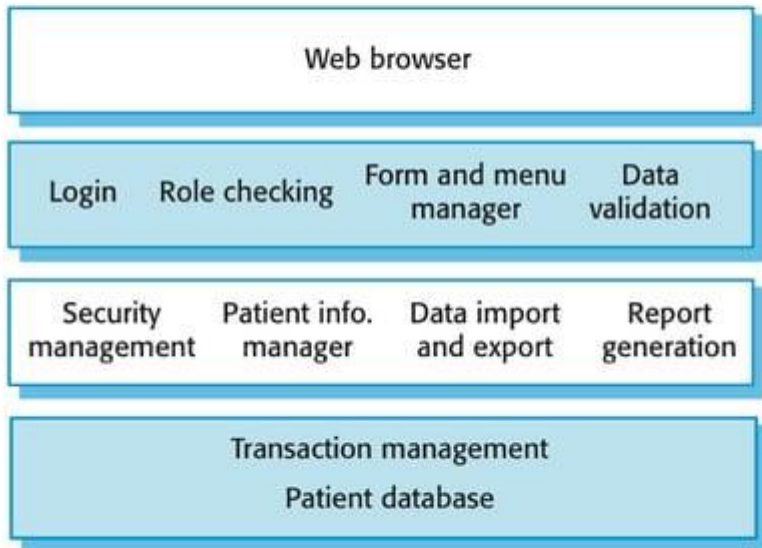 Web browser
Login
Role checking
Form and menu
manager
Data
validation
Security
management
Patient info.
manager
Data import
and export
Report
generation
Transaction management
Patient database